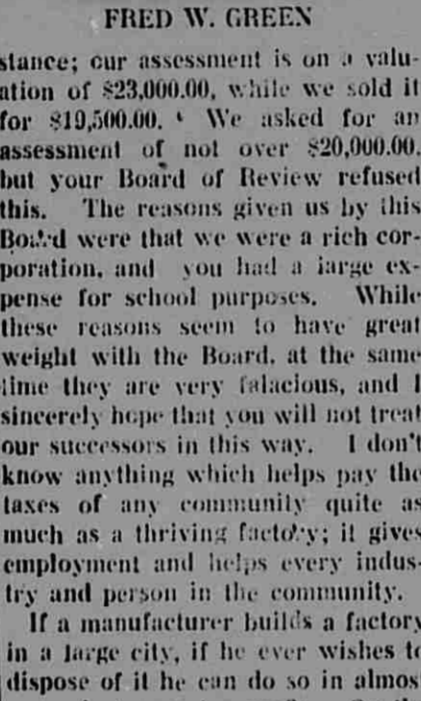 FRED W. GREEN
stance; our assessment is on a valu-
ation of $23,000.00, while we sold it
for $19,500.00. We asked for an
assessment of not over $20,000.00,
but your Board of Review refused
this. The reasons given us by this
Board were that we were a rich cor-
poration, and you had a large ex-
pense for school purposes. While
these reasons seem to have great
weight with the Board, at the same
time they are very falacious, and I
sincerely hope that you will not treat
our successors in this way. I don't
know anything which helps pay the
taxes of any community quite as
much as a thriving factory; it gives
employment and helps every indus-
try and person in the community.
If a manufacturer builds a factory
in a large city, if he ever wishes to
dispose of it he can do so in almos